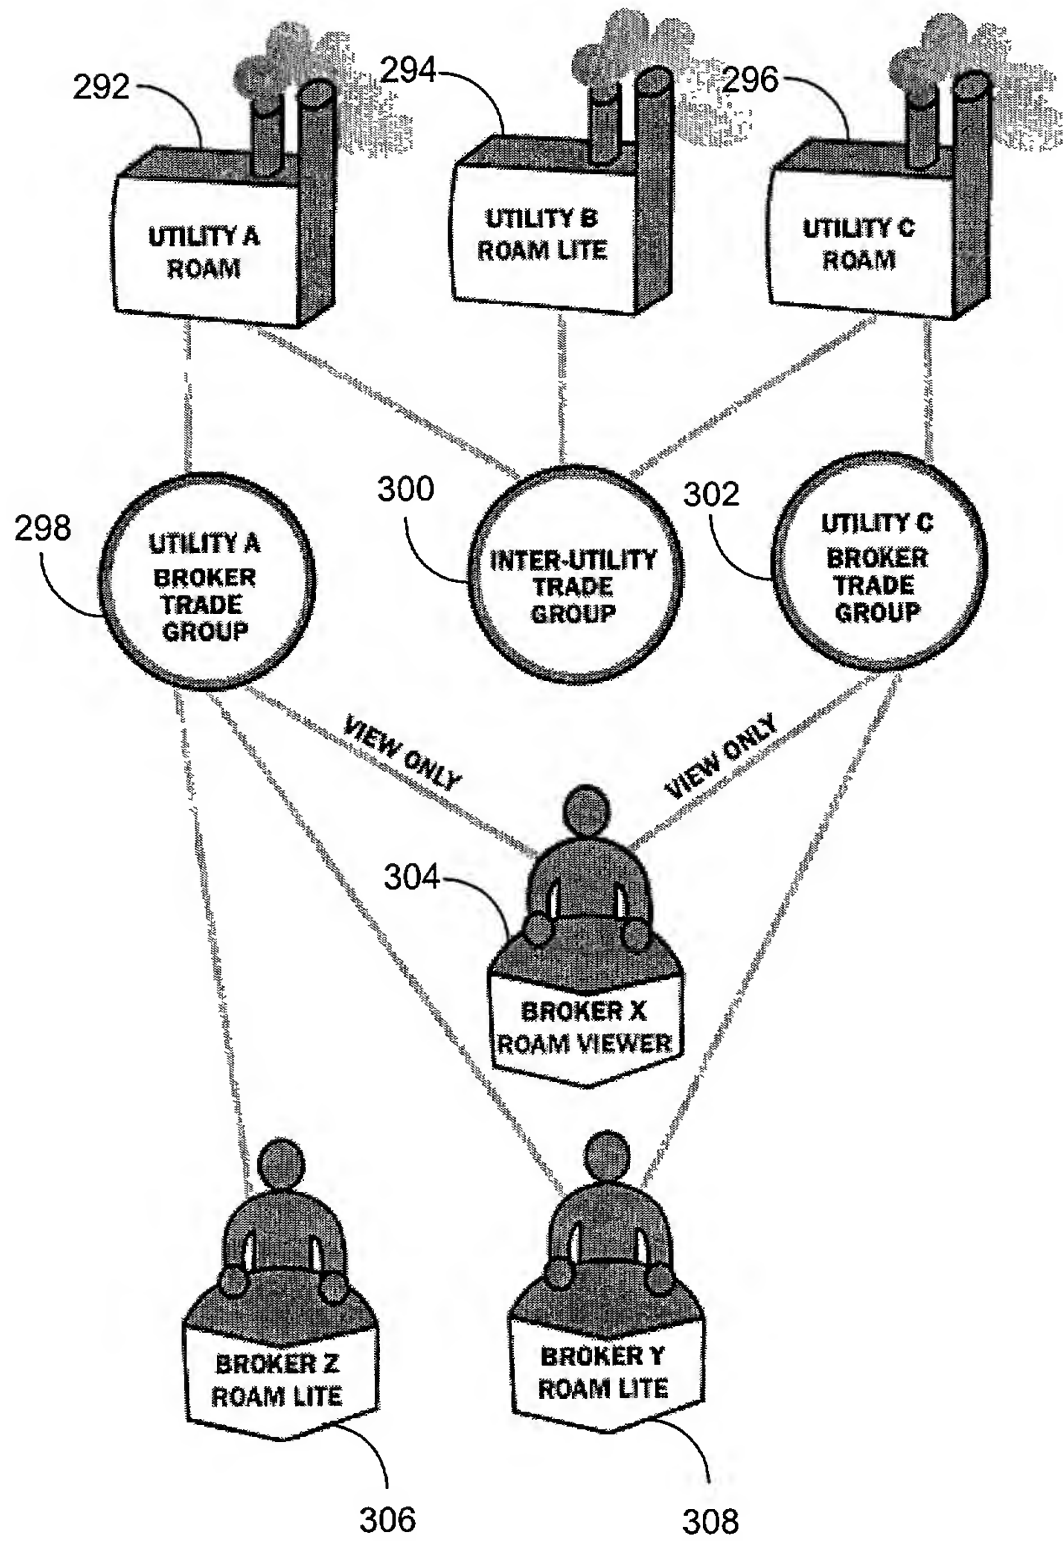 292
294
296
UTILITY A
ROAM
UTILITY B
ROAM LITE
UTILITY C
ROAM
298
300
302
UTILITY A
BROKER
TRADE
GROUP
INTER-UTILITY
TRADE
GROUP
UTILITY C
BROKER
TRADE
GROUP
VIEW ONLY
VIEW ONLY
304
BROKER X
ROAM VIEWER
BROKER Z
ROAM LITE
BROKER Y
ROAM LITE
306
308